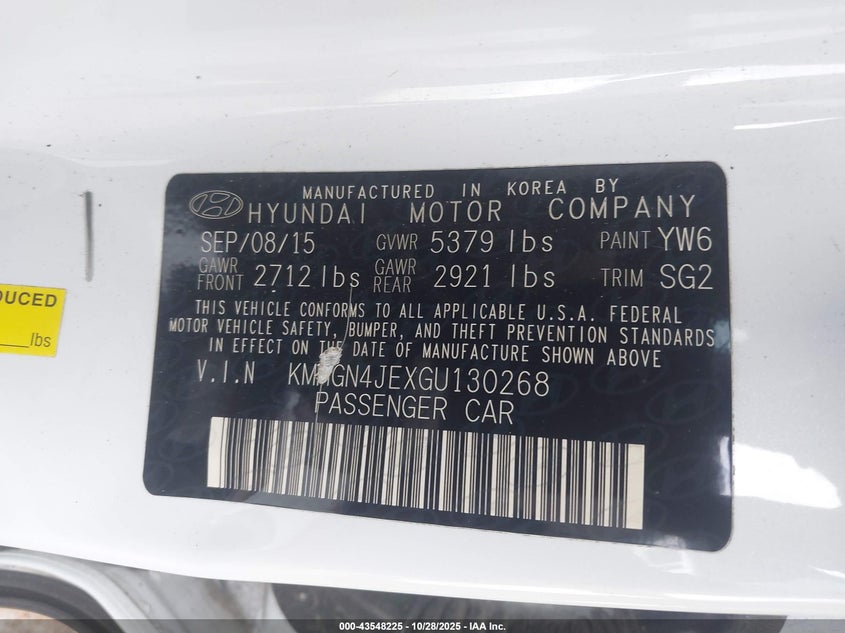 MANUFACTURED IN KOREA BY
HYUNDAI MOTOR COMPANY
SEP/08/15 GVWR 5379 lbs PAINT YW6
GAWR FRONT 2712 lbs GAWR REAR 2921 lbs TRIM SG2
THIS VEHICLE CONFORMS TO ALL APPLICABLE U.S.A. FEDERAL
MOTOR VEHICLE SAFETY, BUMPER, AND THEFT PREVENTION STANDARDS
IN EFFECT ON THE DATE OF MANUFACTURE SHOWN ABOVE
V.I.N
PASSENGER CAR
DUCED
lbs
000-43548225 - 10/28/2025 - IAA Inc.